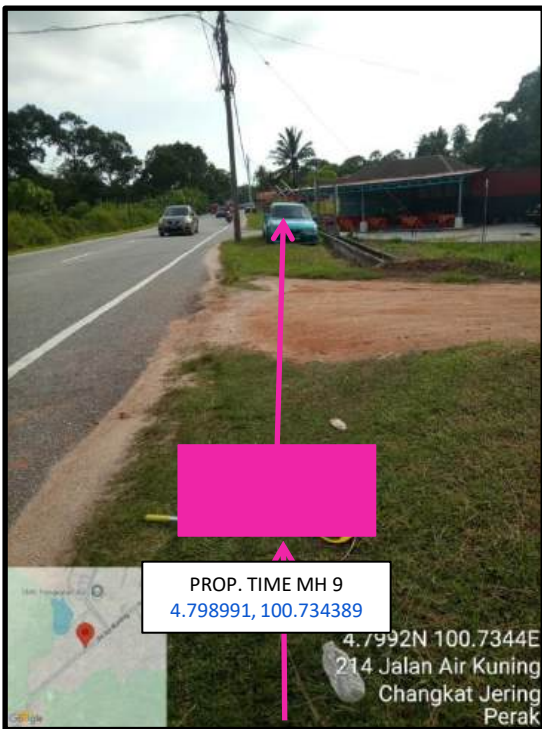 PROP. TIME MH 9
4.798991, 100.734389
4.7992N 100.7344E
214 Jalan Air Kuning
Changkat Jering
Perak
Google